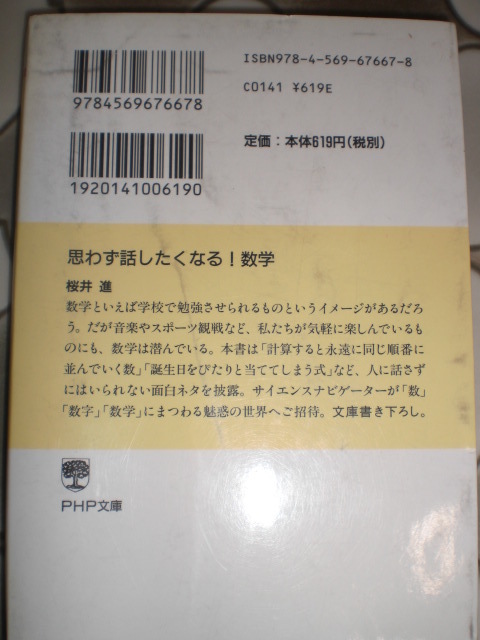 ISBN978-4-569-67667-8
9784569676678
C0141 ¥619E
定価：本体619円（税別）
1920141006190
思わず話したくなる！数学
桜井 進
数学といえば学校で勉強させられるものというイメージがあるだろ
う。だが音楽やスポーツ観戦など、私たちが気軽に楽しんでいるもの
にも、数学は潜んでいる。本書は「計算すると永遠に同じ順番に
並んでいく数」「誕生日をぴたりと当ててしまう式」など、人に話さず
にはいられない面白ネタを披露。サイエンスナビゲーターが「数」
「数字」「数学」にまつわる魅惑の世界へご招待。文庫書き下ろし。
PHP文庫